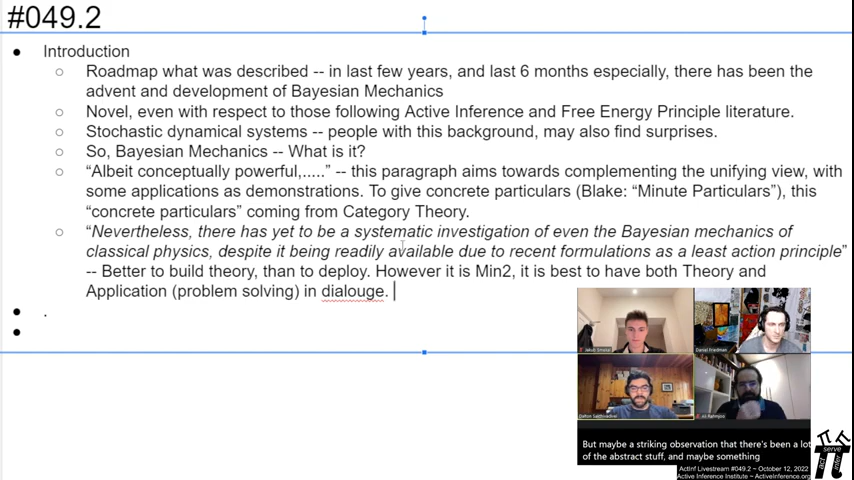 #049.2
● Introduction
○ Roadmap what was described -- in last few years, and last 6 months especially, there has been the
advent and development of Bayesian Mechanics
○ Novel, even with respect to those following Active Inference and Free Energy Principle literature.
○ Stochastic dynamical systems -- people with this background, may also find surprises.
○ So, Bayesian Mechanics -- What is it?
○ “Albeit conceptually powerful,.....” -- this paragraph aims towards complementing the unifying view, with
some applications as demonstrations. To give concrete particulars (Blake: “Minute Particulars”), this
“concrete particulars” coming from Category Theory.
○ “Nevertheless, there has yet to be a systematic investigation of even the Bayesian mechanics of
classical physics, despite it being readily available due to recent formulations as a least action principle”
-- Better to build theory, than to deploy. However it is Min2, it is best to have both Theory and
Application (problem solving) in dialouge.
● .
●
Daniel Friedman
But maybe a striking observation that there's been a lot
of the abstract stuff, and maybe something
ActInf Livestream #049.2 ~ October 12, 2022
Active Inference Institute ~ ActiveInference.org
act
serve
infer